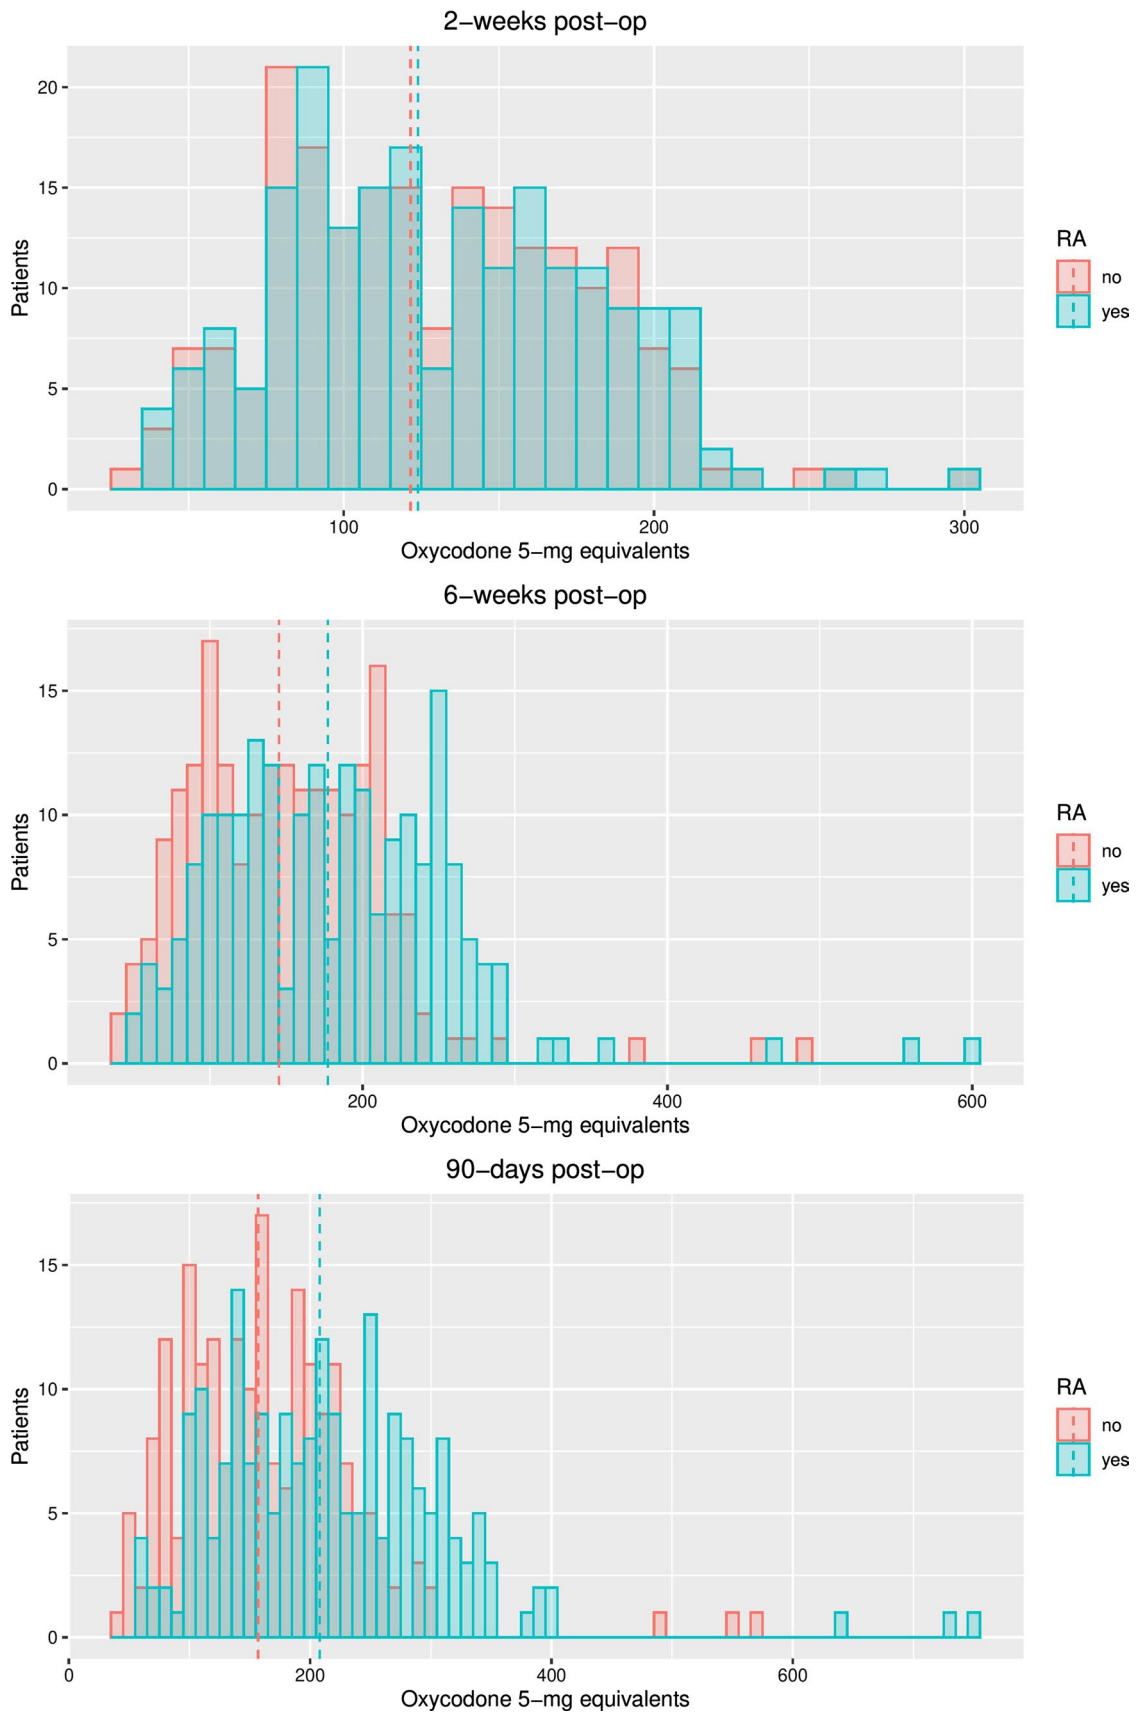 2−weeks post−op
20
15
10
5
0
Patients
100 200 300
Oxycodone 5−mg equivalents
RA
no
yes
6−weeks post−op
15
10
5
0
Patients
200 400 600
Oxycodone 5−mg equivalents
RA
no
yes
90−days post−op
15
10
5
0
Patients
0 200 400 600
Oxycodone 5−mg equivalents
RA
no
yes